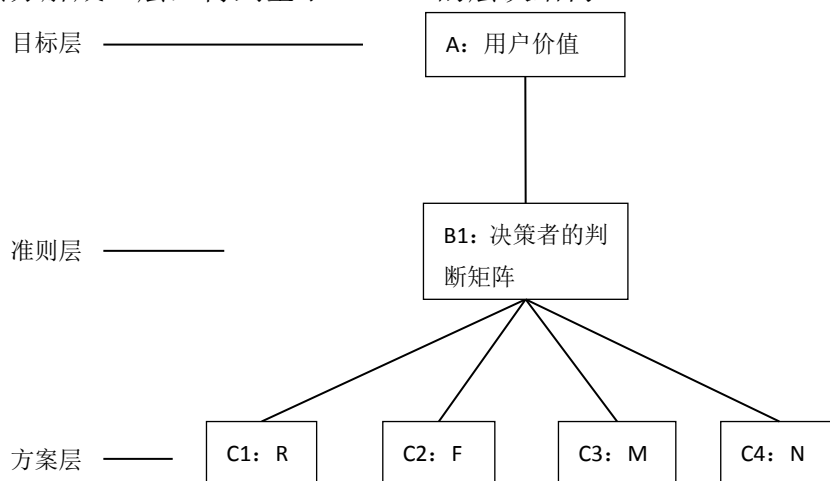 目标层
A：用户价值
准则层
B1：决策者的判
断矩阵
方案层
C1：R
C2：F
C3：M
C4：N